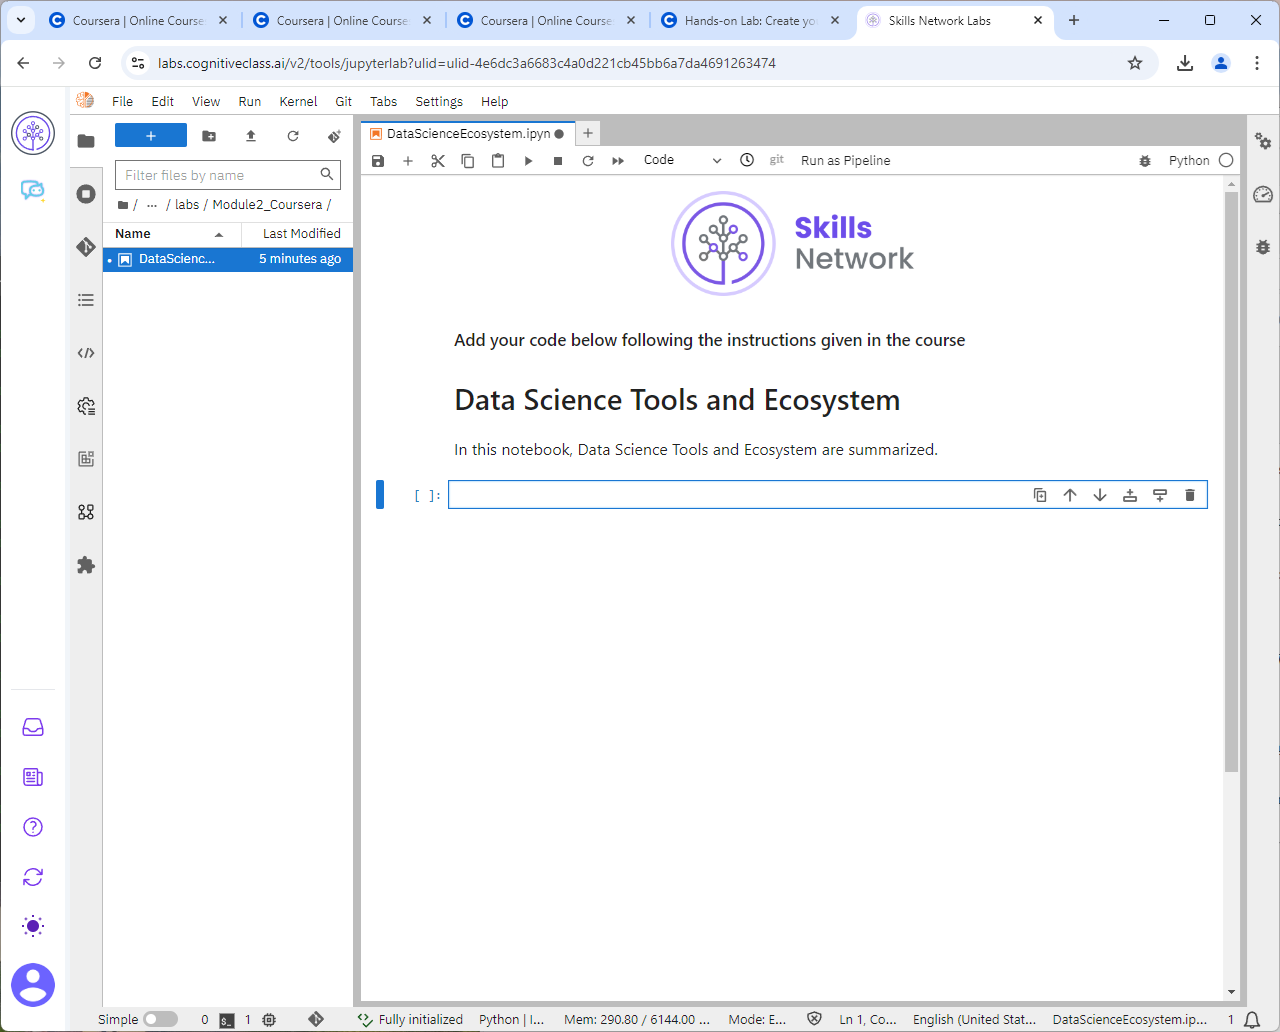 Coursera | Online Course
Coursera | Online Course
Coursera | Online Course
Hands-on Lab: Create yo
Skills Network Labs
labs.cognitiveclass.ai/v2/tools/jupyterlab?ulid=ulid-4e6dc3a6683c4a0d221cb45bb6a7da4691263474
File Edit View Run Kernel Git Tabs Settings Help
DataScienceEcosystem.ipyn
Code
git
Run as Pipeline
Python
Filter files by name
/ ... / labs / Module2_Coursera /
Name Last Modified
DataScienc... 5 minutes ago
Skills
Network
Add your code below following the instructions given in the course
Data Science Tools and Ecosystem
In this notebook, Data Science Tools and Ecosystem are summarized.
[ ]:
Simple 0 $_ 1 Fully initialized Python | I... Mem: 290.80 / 6144.00 ... Mode: E... Ln 1, Co... English (United Stat... DataScienceEcosystem.ip... 1